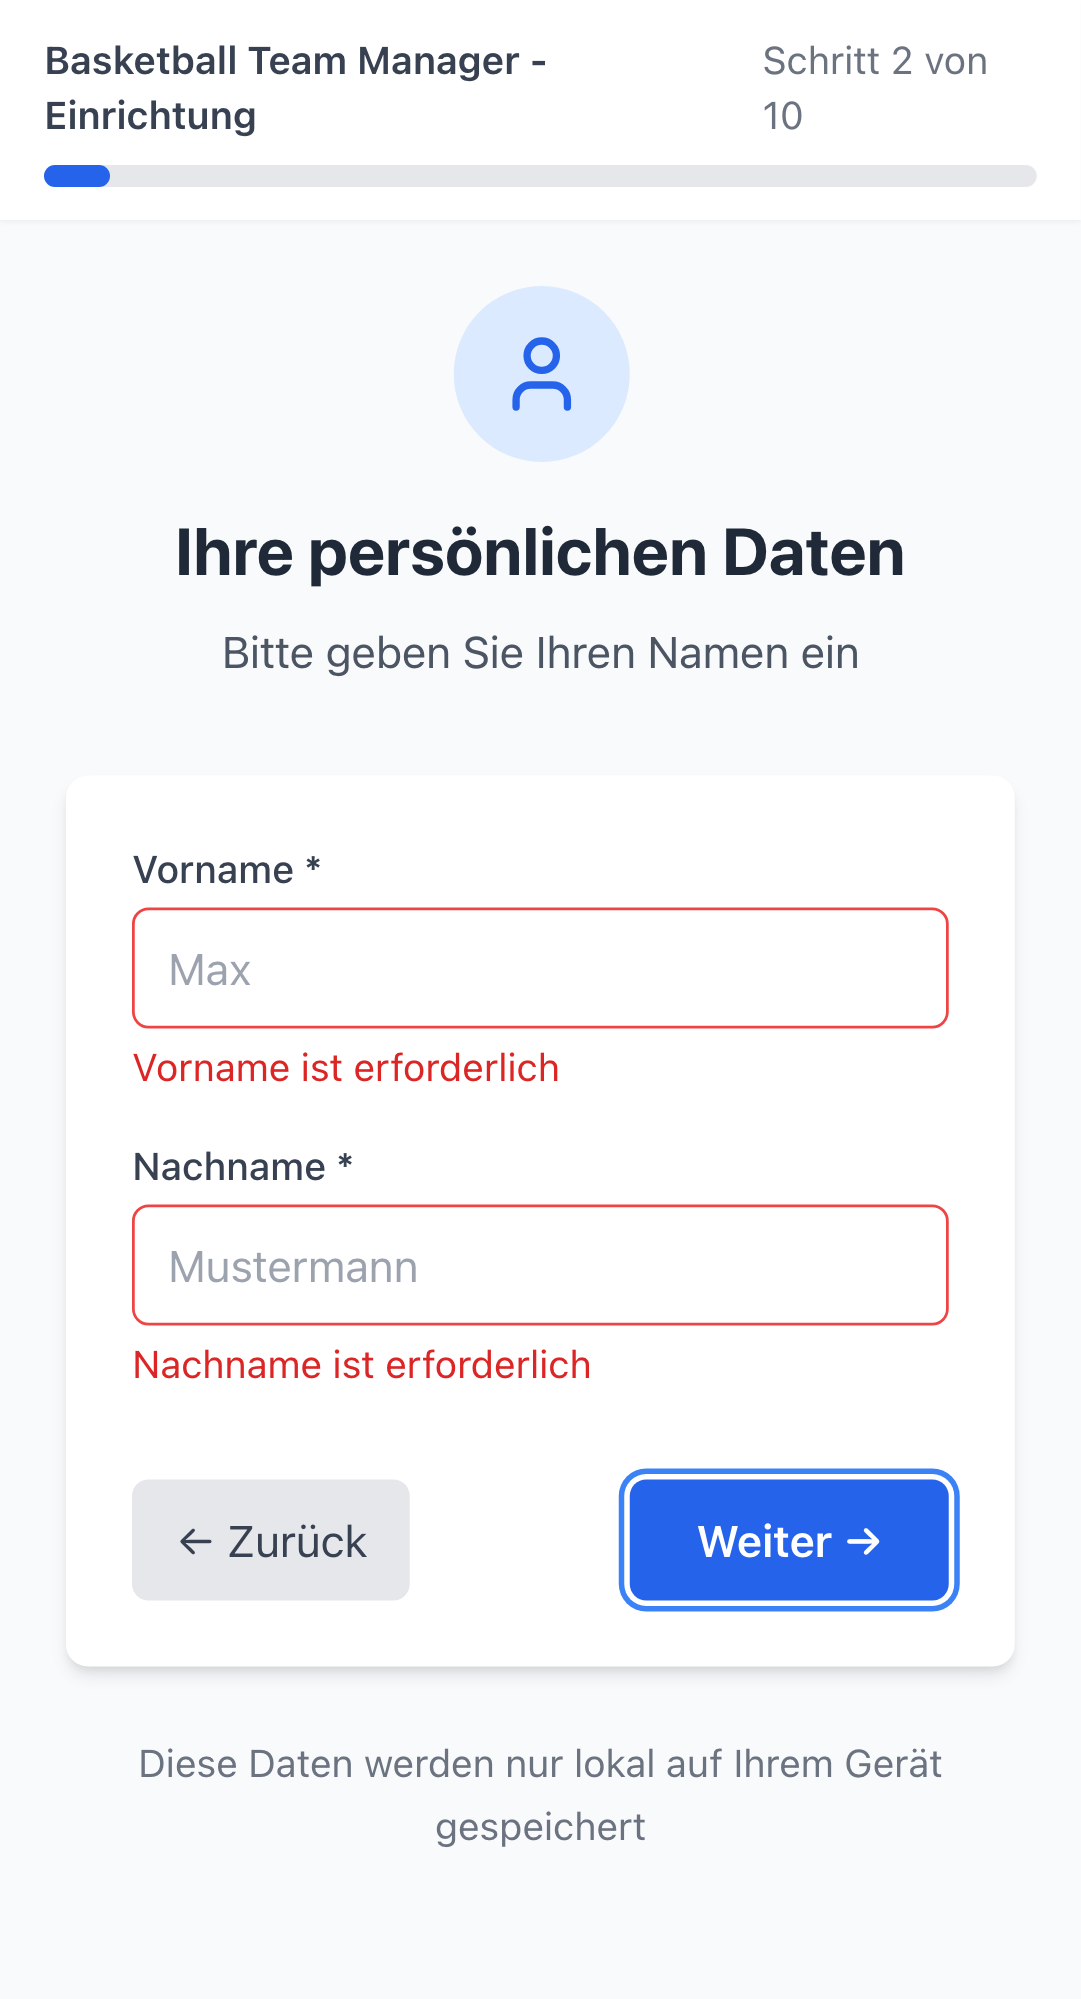 Basketball Team Manager -
Einrichtung
Schritt 2 von
10
Ihre persönlichen Daten
Bitte geben Sie Ihren Namen ein
Vorname *
Max
Vorname ist erforderlich
Nachname *
Mustermann
Nachname ist erforderlich
← Zurück
Weiter →
Diese Daten werden nur lokal auf Ihrem Gerät
gespeichert